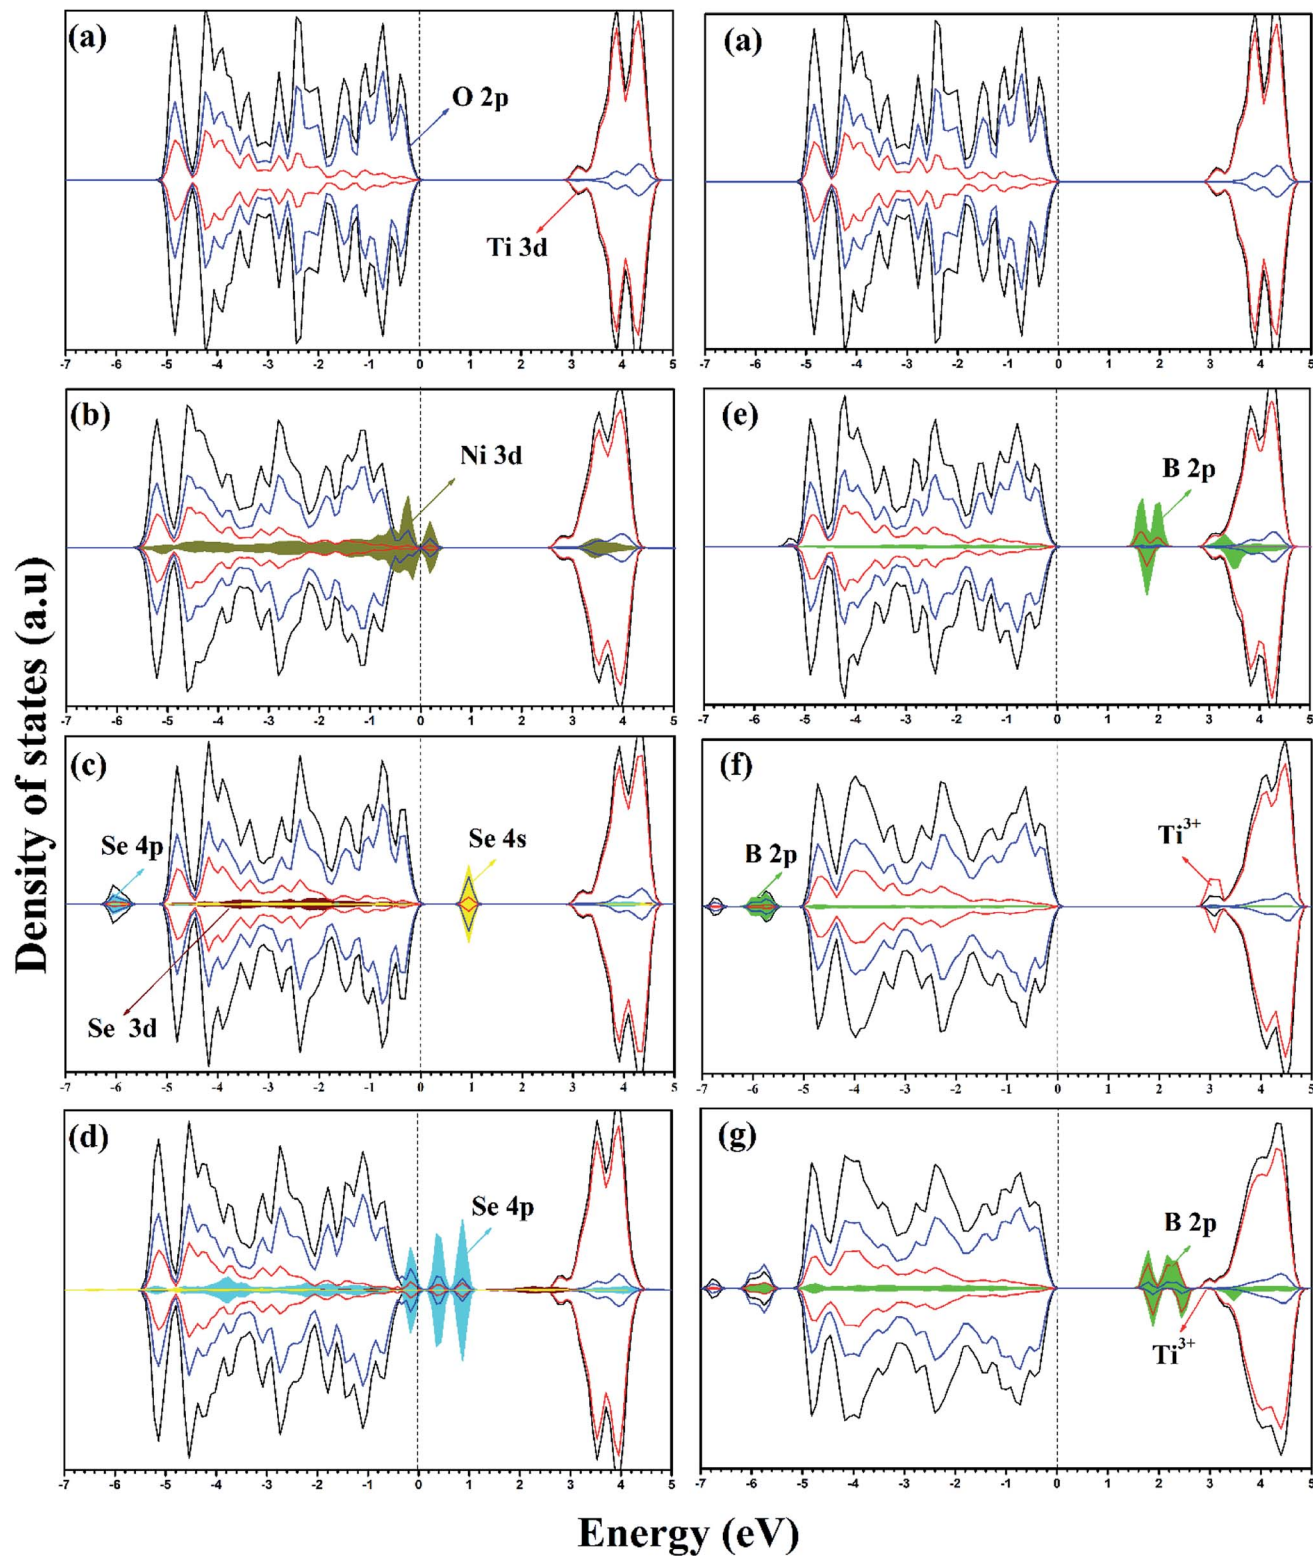 (a)
O 2p
Ti 3d
-7 -6 -5 -4 -3 -2 -1 0 1 2 3 4 5
(a)
-7 -6 -5 -4 -3 -2 -1 0 1 2 3 4 5
(b)
Ni 3d
-7 -6 -5 -4 -3 -2 -1 0 1 2 3 4 5
(e)
B 2p
-7 -6 -5 -4 -3 -2 -1 0 1 2 3 4 5
(c)
Se 4p
Se 4s
Se 3d
-7 -6 -5 -4 -3 -2 -1 0 1 2 3 4 5
(f)
B 2p
Ti3+
-7 -6 -5 -4 -3 -2 -1 0 1 2 3 4 5
(d)
Se 4p
-7 -6 -5 -4 -3 -2 -1 0 1 2 3 4 5
(g)
B 2p
Ti3+
-7 -6 -5 -4 -3 -2 -1 0 1 2 3 4 5
Density of states (a.u)
Energy (eV)